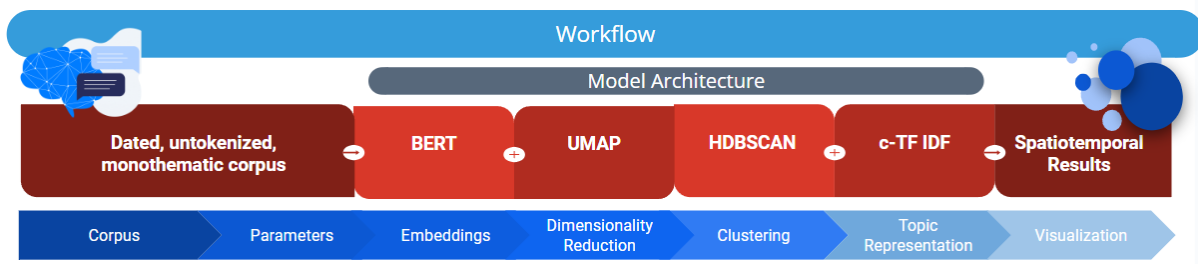 Workflow
Model Architecture
Dated, untokenized,
monothematic corpus
BERT
+
UMAP
HDBSCAN
+
c-TF IDF
Spatiotemporal
Results
Corpus
Parameters
Embeddings
Dimensionality
Reduction
Clustering
Topic
Representation
Visualization